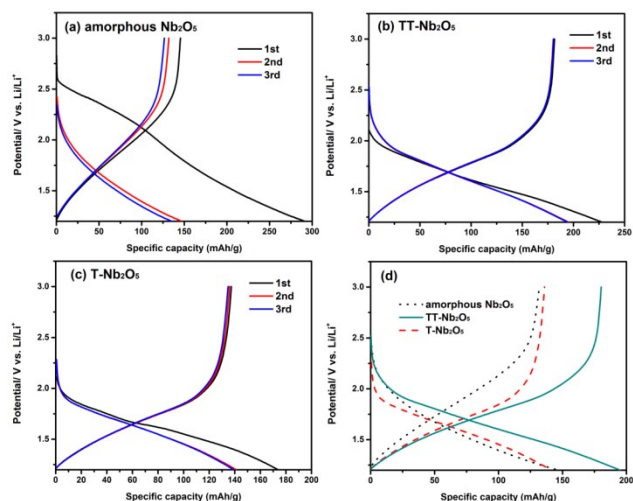 (a) amorphous Nb₂O₅
1st
2nd
3rd
Potential/ V vs. Li/Li⁺
3.0
2.5
2.0
1.5
0 50 100 150 200 250 300
Specific capacity (mAh/g)
(b) TT-Nb₂O₅
1st
2nd
3rd
Potential/ V vs. Li/Li⁺
3.0
2.5
2.0
1.5
0 50 100 150 200 250
Specific capacity (mAh/g)
(c) T-Nb₂O₅
1st
2nd
3rd
Potential/ V vs. Li/Li⁺
3.0
2.5
2.0
1.5
0 20 40 60 80 100 120 140 160 180 200
Specific capacity (mAh/g)
(d)
amorphous Nb₂O₅
TT-Nb₂O₅
T-Nb₂O₅
Potential/ V vs. Li/Li⁺
3.0
2.5
2.0
1.5
0 50 100 150 200
Specific capacity (mAh/g)